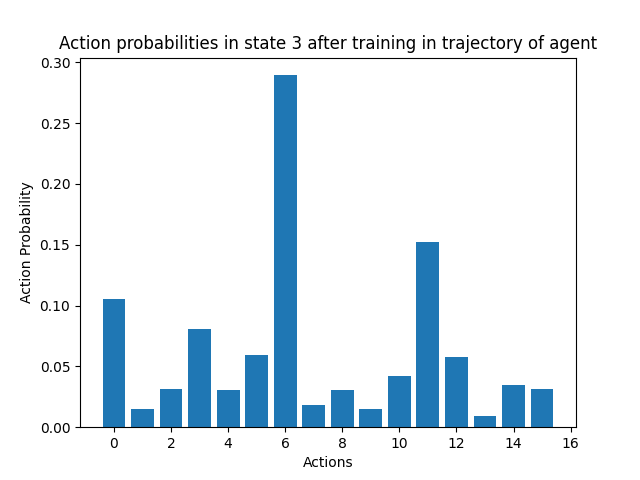 Action probabilities in state 3 after training in trajectory of agent
0.30
0.25
0.20
0.15
0.10
0.05
0.00
Action Probability
0 2 4 6 8 10 12 14 16
Actions